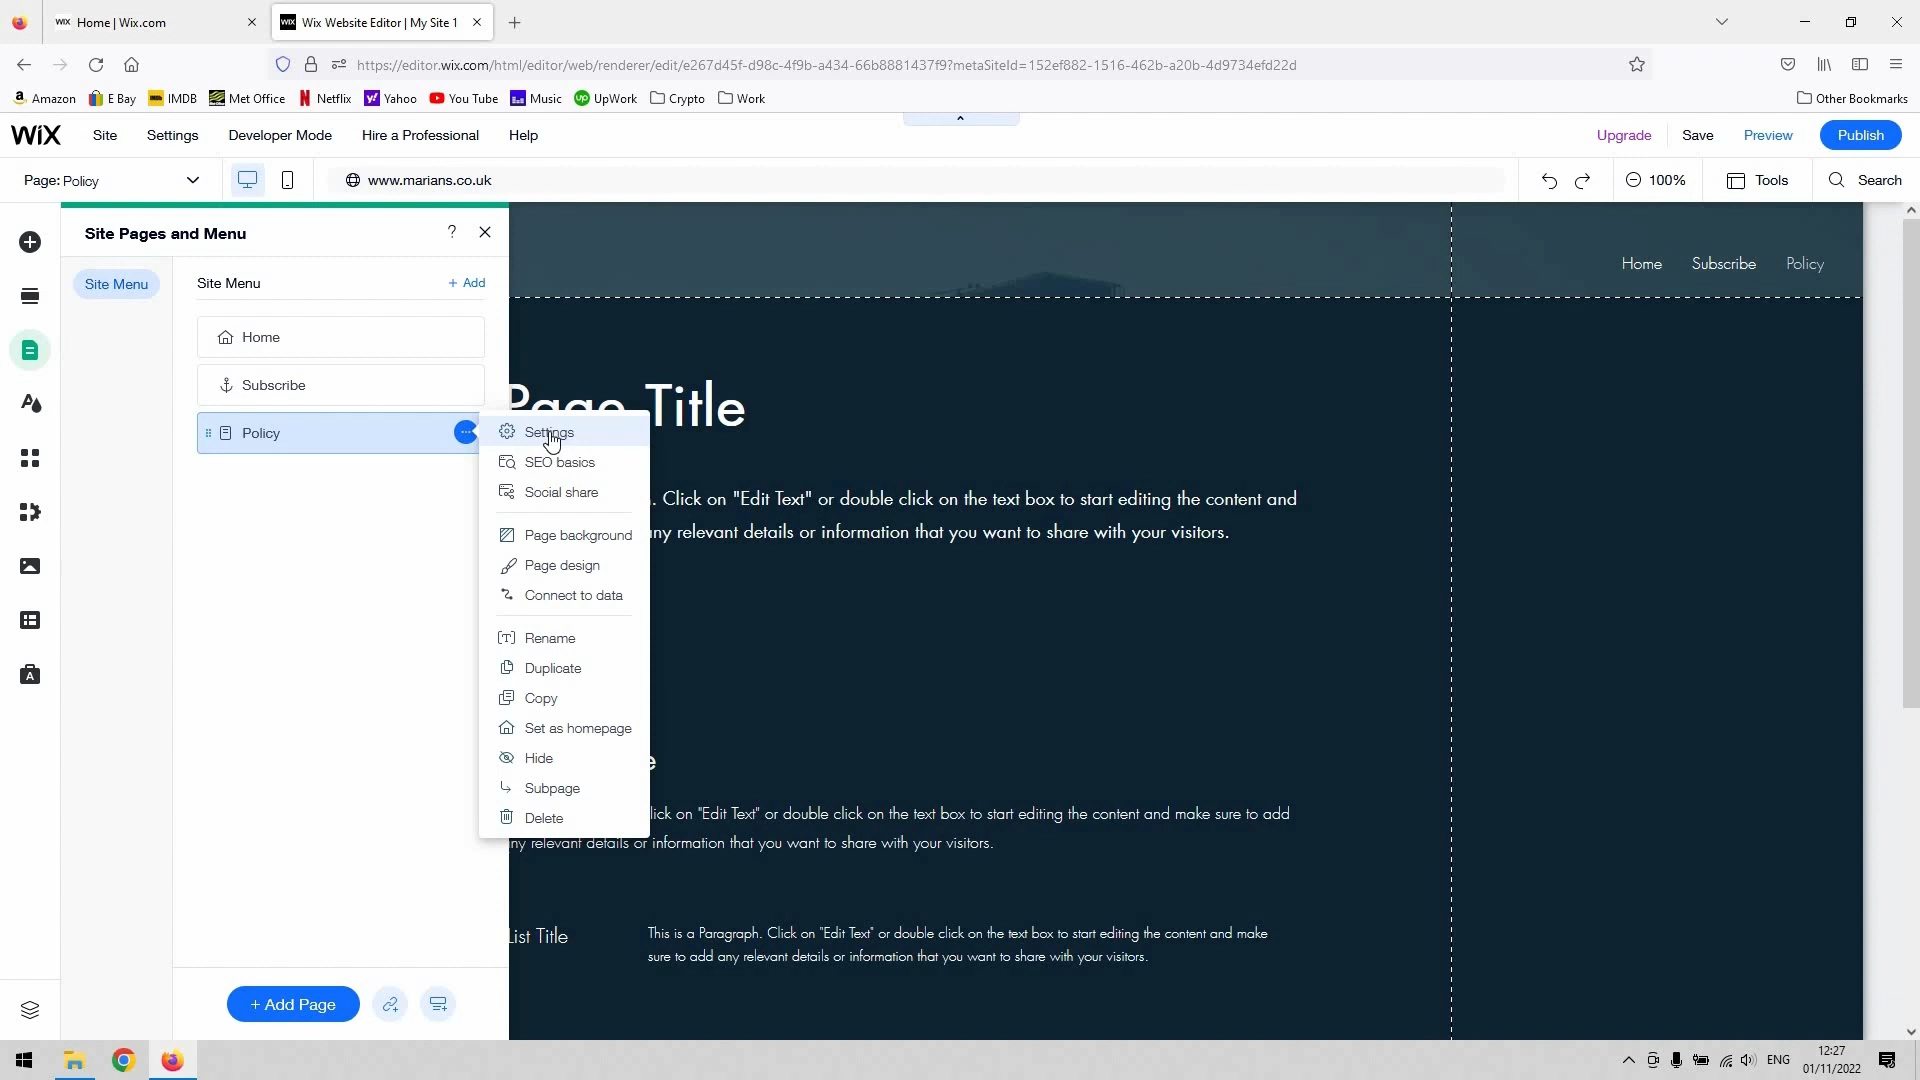 WIX Home | Wix.com
WIX Wix Website Editor | My Site 1
https://editor.wix.com/html/editor/web/renderer/edit/e267d45f-d98c-4f9b-a434-66b8881437f9?metaSiteId=152ef882-1516-462b-a20b-4d9734efd22d
Amazon E Bay IMDB Met Office Netflix Yahoo You Tube Music UpWork Crypto Work Other Bookmarks
WIX Site Settings Developer Mode Hire a Professional Help Upgrade Save Preview Publish
Page: Policy www.marians.co.uk 100% Tools Search
Site Pages and Menu ?
Site Menu
Site Menu + Add
Home
Subscribe
Policy
Settings
SEO basics
Social share
Page background
Page design
Connect to data
Rename
Duplicate
Copy
Set as homepage
Hide
Subpage
Delete
+ Add Page
Home Subscribe Policy
Page Title
. Click on "Edit Text" or double click on the text box to start editing the content and
any relevant details or information that you want to share with your visitors.
e
lick on "Edit Text" or double click on the text box to start editing the content and make sure to add
any relevant details or information that you want to share with your visitors.
List Title
This is a Paragraph. Click on "Edit Text" or double click on the text box to start editing the content and make
sure to add any relevant details or information that you want to share with your visitors.
ENG
12:27
01/11/2022